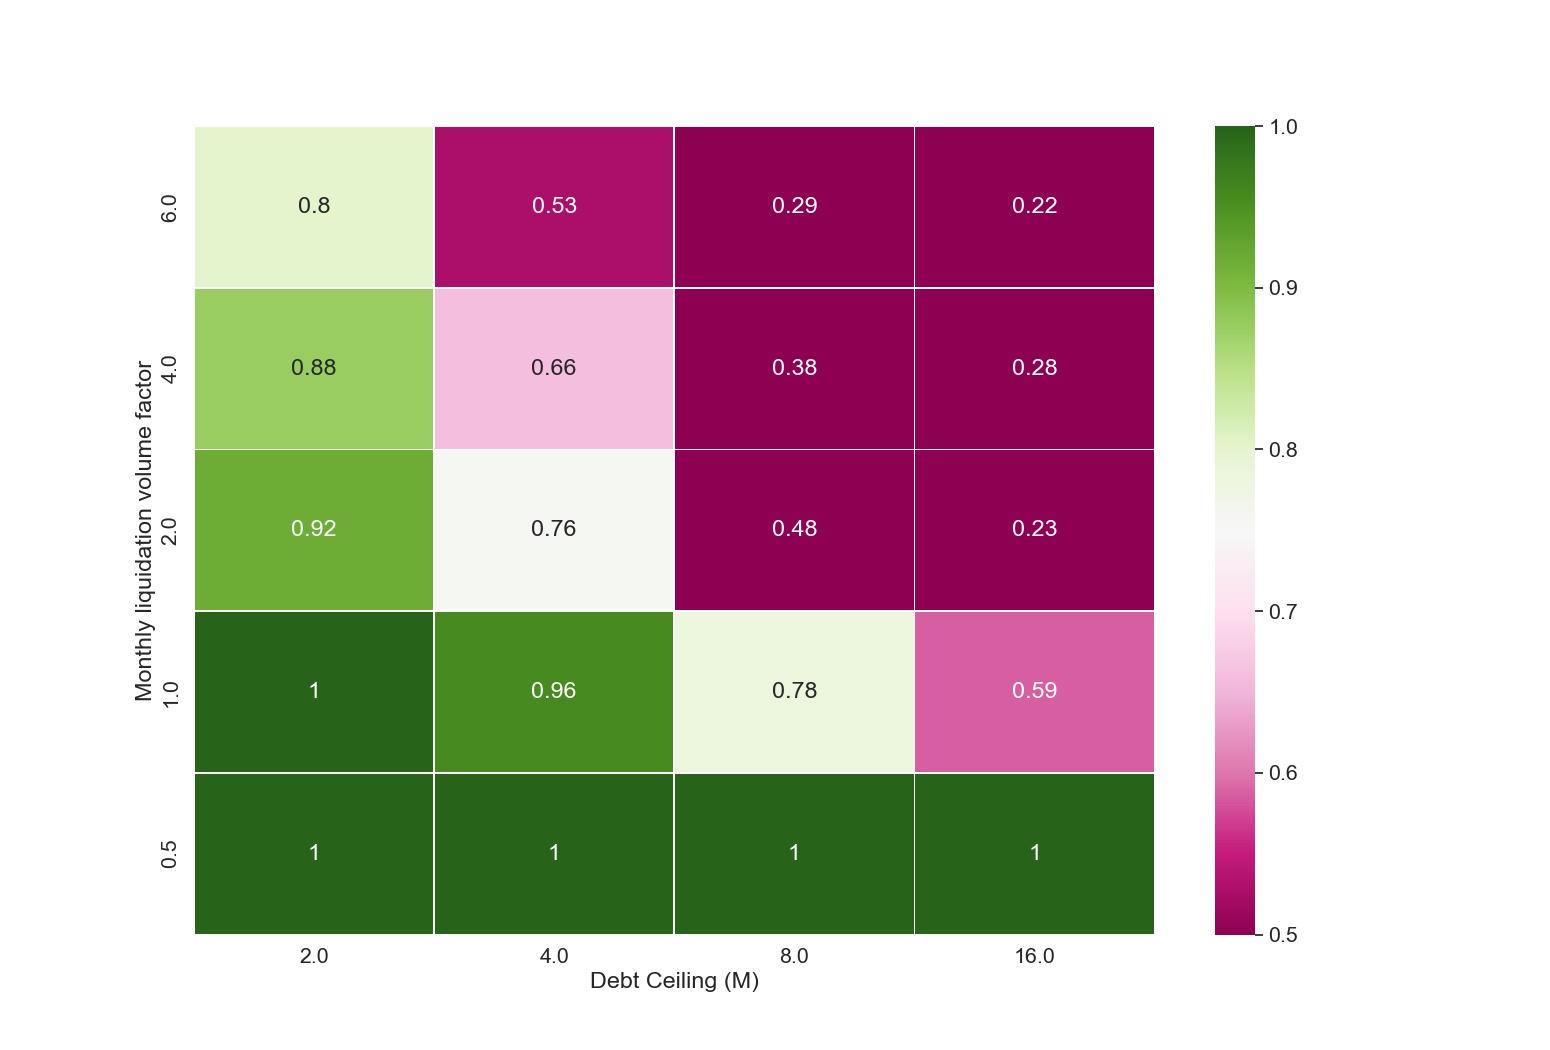 6.0 0.8 0.53 0.29 0.22
4.0 0.88 0.66 0.38 0.28
2.0 0.92 0.76 0.48 0.23
1.0 1 0.96 0.78 0.59
0.5 1 1 1 1
2.0 4.0 8.0 16.0
Debt Ceiling (M)
Monthly liquidation volume factor
1.0
0.9
0.8
0.7
0.6
0.5